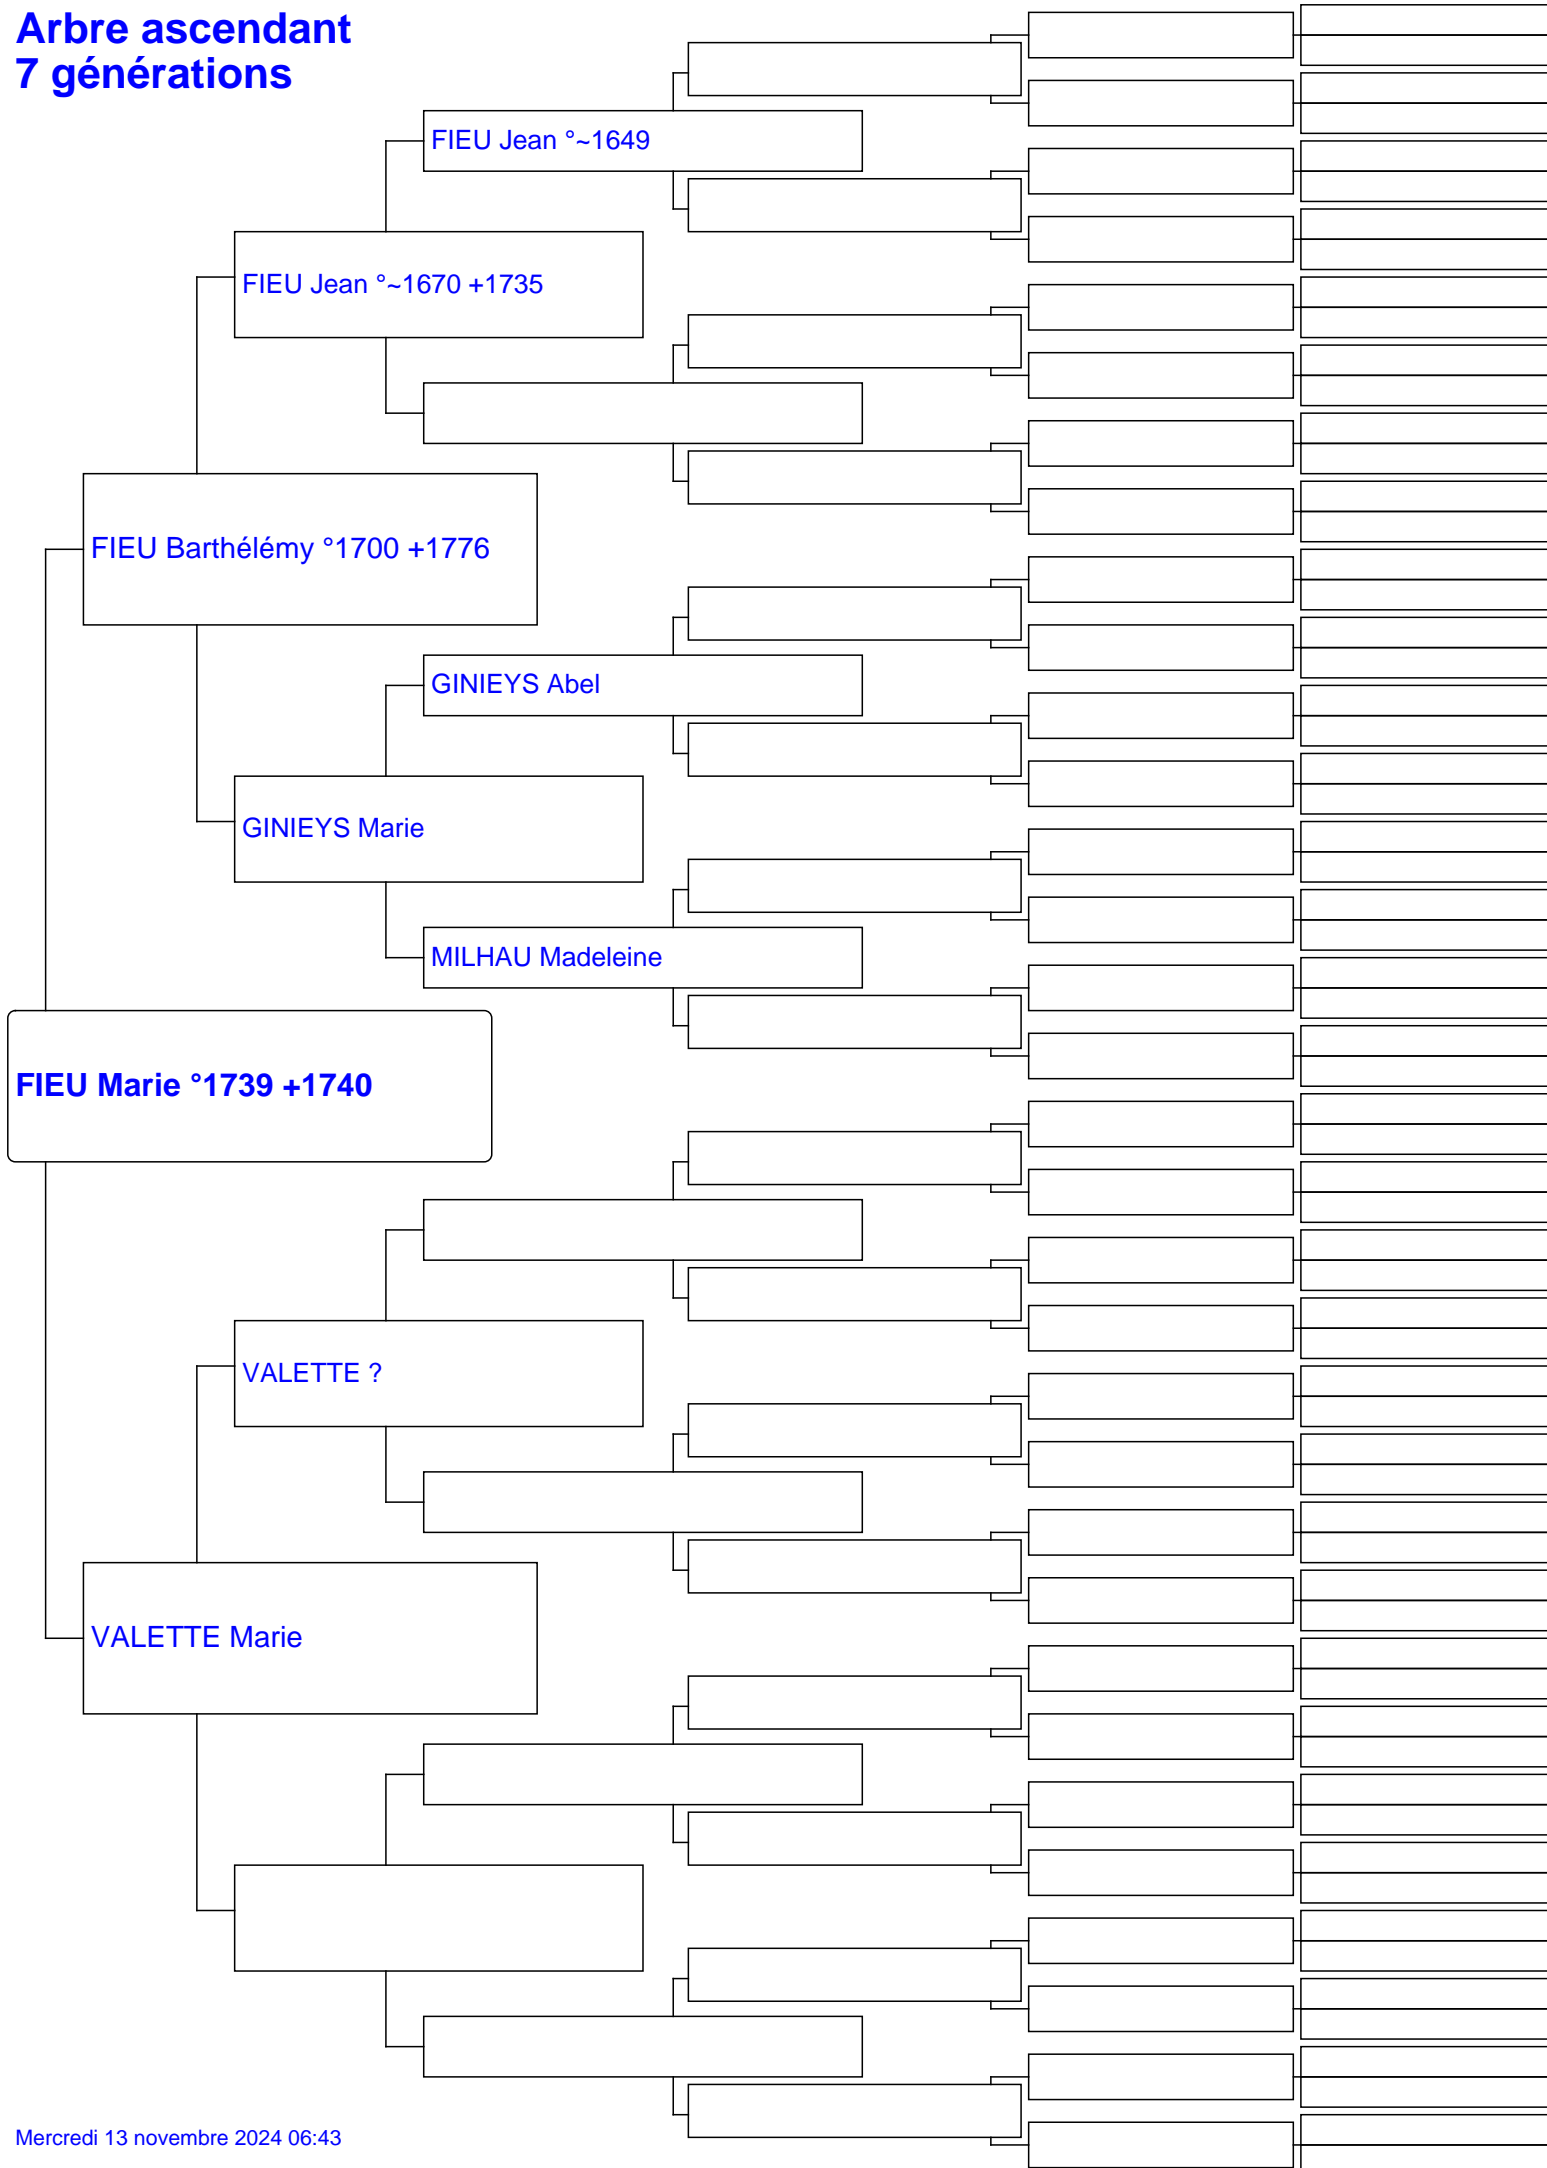 Arbre ascendant
7 générations
FIEU Jean °~1649
FIEU Jean °~1670 +1735
FIEU Barthélémy °1700 +1776
GINIEYS Abel
GINIEYS Marie
MILHAU Madeleine
FIEU Marie °1739 +1740
VALETTE ?
VALETTE Marie
Mercredi 13 novembre 2024 06:43